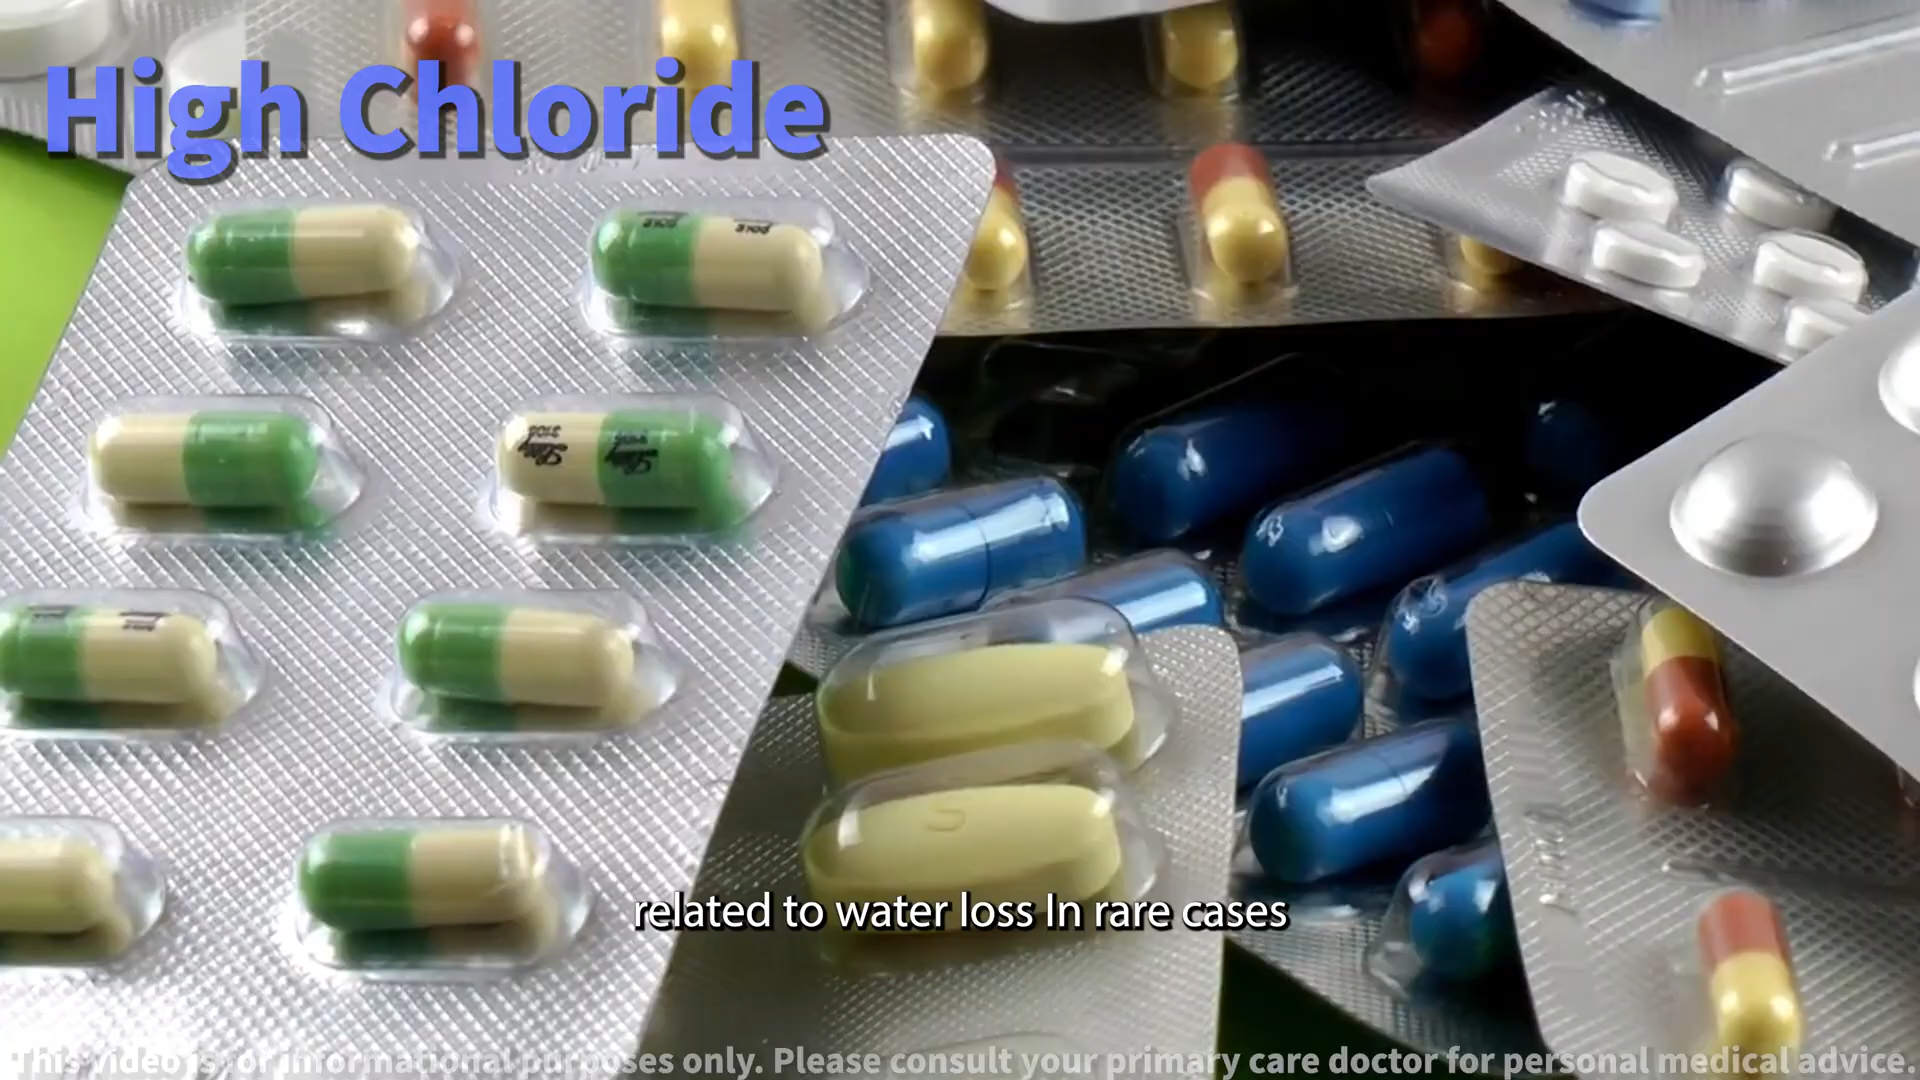 High Chloride
related to water loss In rare cases
This video is for informational purposes only. Please consult your primary care doctor for personal medical advice.